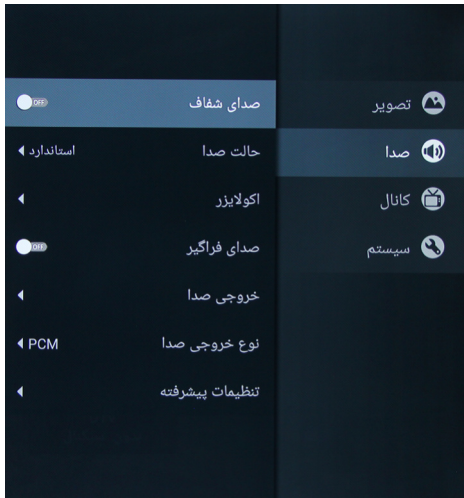 تصویر
صدا
کانال
سیستم
صدای شفاف OFF
حالت صدا استاندارد
اکولایزر
صدای فراگیر OFF
خروجی صدا
نوع خروجی صدا PCM
تنظیمات پیشرفته